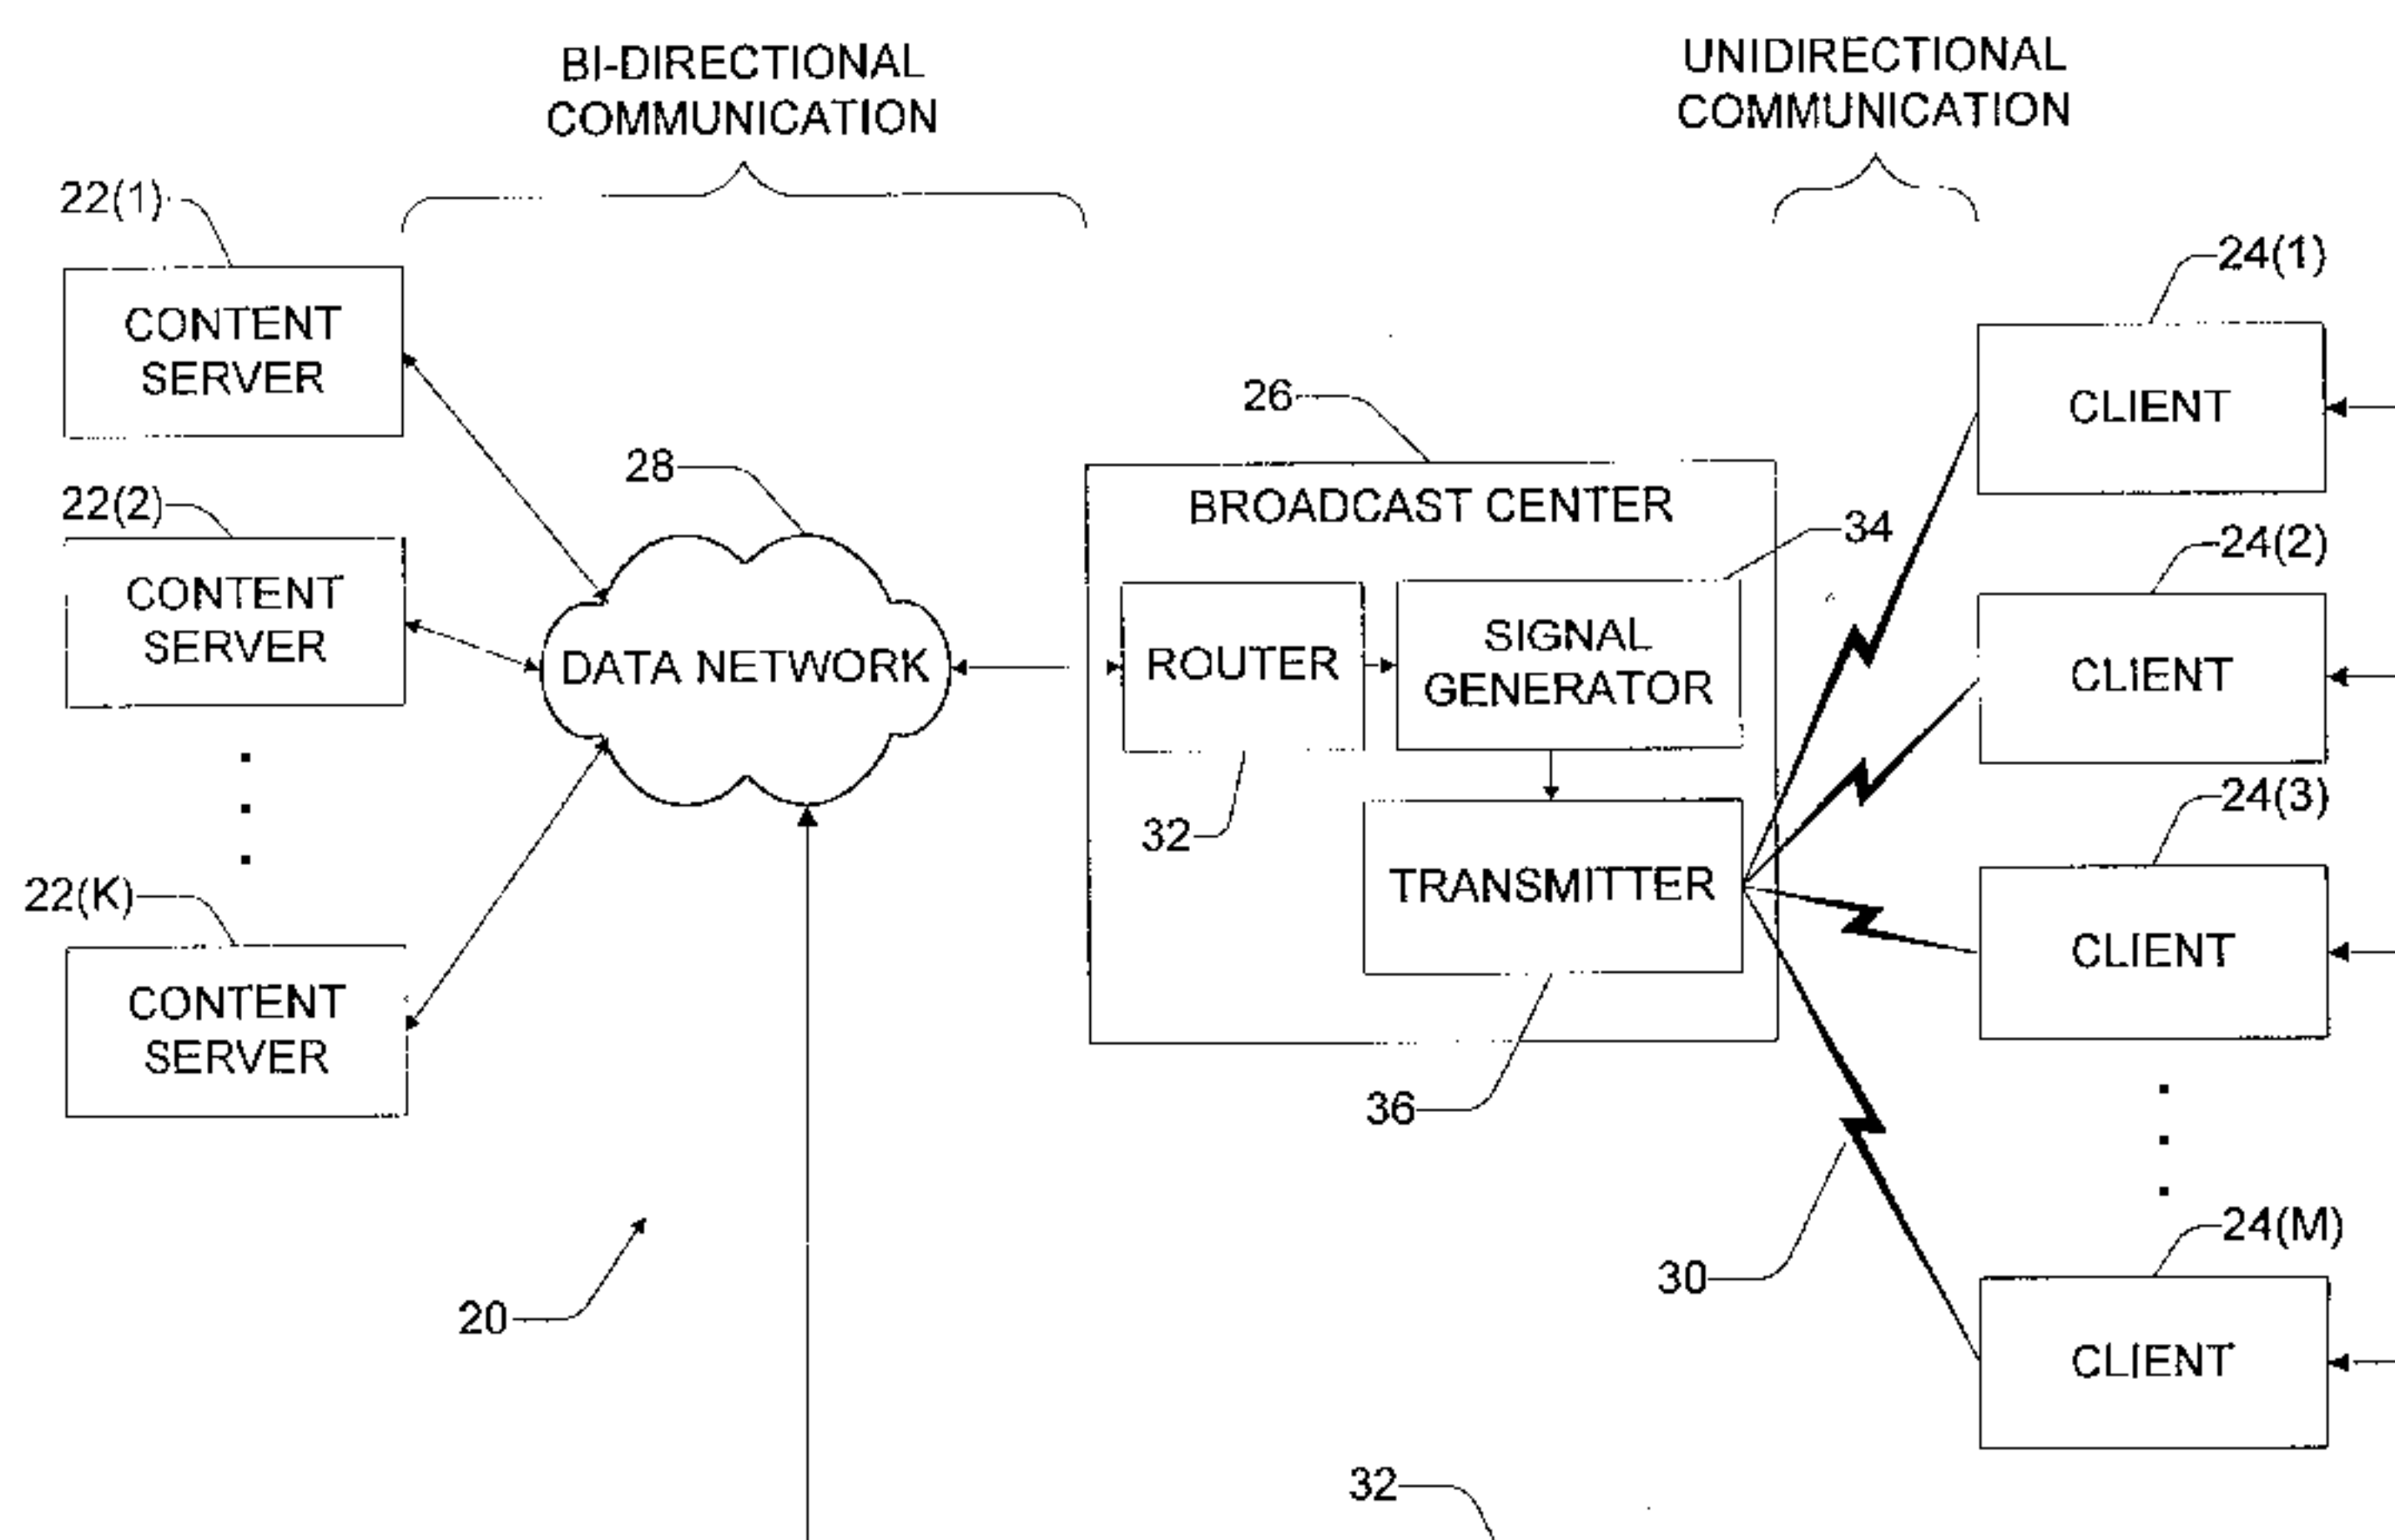 BI-DIRECTIONAL
COMMUNICATION
UNIDIRECTIONAL
COMMUNICATION
22(1)
CONTENT
SERVER
22(2)
CONTENT
SERVER
22(K)
CONTENT
SERVER
28
DATA NETWORK
20
26
BROADCAST CENTER
34
ROUTER
SIGNAL
GENERATOR
32
TRANSMITTER
36
30
24(1)
CLIENT
24(2)
CLIENT
24(3)
CLIENT
24(M)
CLIENT
32